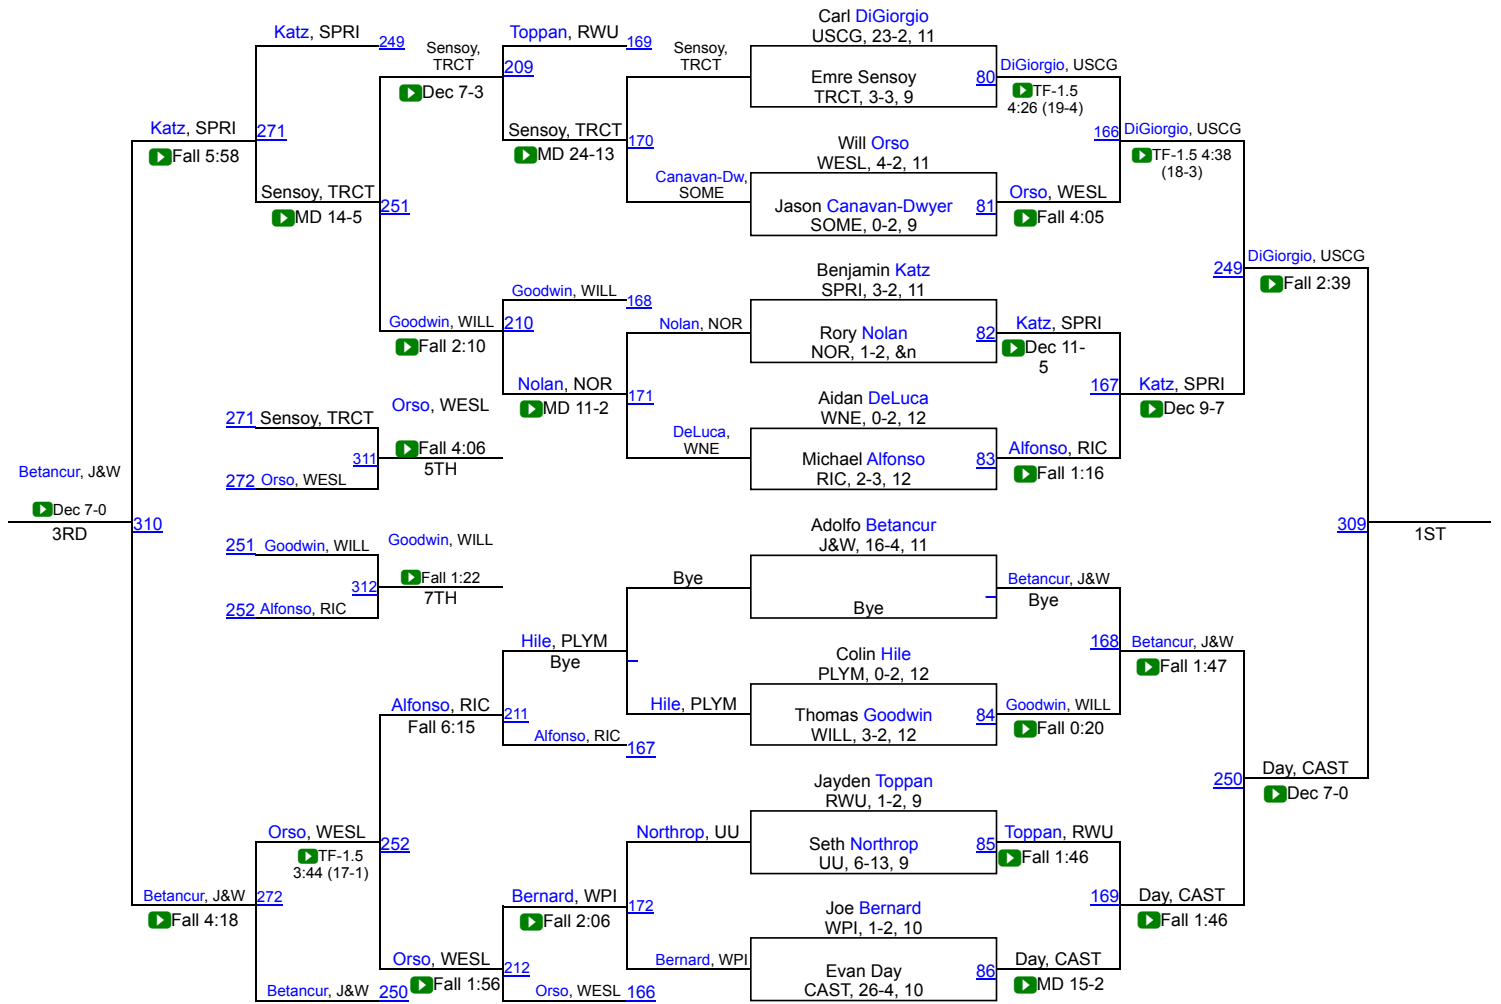 Carl DiGiorgio
USCG, 23-2, 11
Katz, SPRI
249
Sensoy,
TRCT
Toppan, RWU
169
209
Dec 7-3
Sensoy,
TRCT
Emre Sensoy
TRCT, 3-3, 9
80
DiGiorgio, USCG
TF-1.5
4:26 (19-4)
Katz, SPRI
271
Fall 5:58
Sensoy, TRCT
MD 24-13
170
Will Orso
WESL, 4-2, 11
166
DiGiorgio, USCG
TF-1.5 4:38
(18-3)
Sensoy, TRCT
MD 14-5
251
Canavan-Dw,
SOME
Jason Canavan-Dwyer
SOME, 0-2, 9
81
Orso, WESL
Fall 4:05
249
DiGiorgio, USCG
Fall 2:39
Benjamin Katz
SPRI, 3-2, 11
Goodwin, WILL
168
Goodwin, WILL
210
Fall 2:10
Nolan, NOR
Rory Nolan
NOR, 1-2, &n
82
Katz, SPRI
Dec 11-
5
Nolan, NOR
MD 11-2
171
Aidan DeLuca
WNE, 0-2, 12
167
Katz, SPRI
Dec 9-7
271
Sensoy, TRCT
Orso, WESL
311
Fall 4:06
5TH
272
Orso, WESL
DeLuca,
WNE
Michael Alfonso
RIC, 2-3, 12
83
Alfonso, RIC
Fall 1:16
Betancur, J&W
Dec 7-0
310
3RD
Adolfo Betancur
J&W, 16-4, 11
309
1ST
251
Goodwin, WILL
Goodwin, WILL
312
Fall 1:22
7TH
252
Alfonso, RIC
Bye
Bye
Betancur, J&W
Bye
Hile, PLYM
Bye
Colin Hile
PLYM, 0-2, 12
168
Betancur, J&W
Fall 1:47
Alfonso, RIC
Fall 6:15
211
Alfonso, RIC
167
Hile, PLYM
Thomas Goodwin
WILL, 3-2, 12
84
Goodwin, WILL
Fall 0:20
Jayden Toppan
RWU, 1-2, 9
250
Day, CAST
Dec 7-0
Orso, WESL
TF-1.5
3:44 (17-1)
252
Northrop, UU
Seth Northrop
UU, 6-13, 9
85
Toppan, RWU
Fall 1:46
Betancur, J&W
272
Fall 4:18
Bernard, WPI
Fall 2:06
172
Joe Bernard
WPI, 1-2, 10
169
Day, CAST
Fall 1:46
Orso, WESL
Fall 1:56
212
Bernard, WPI
Evan Day
CAST, 26-4, 10
86
Day, CAST
MD 15-2
Betancur, J&W
250
Orso, WESL
166